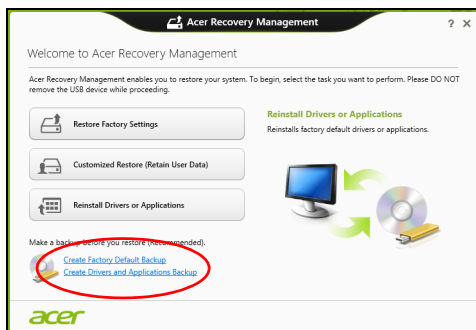 Acer Recovery Management
? X
Welcome to Acer Recovery Management
Acer Recovery Management enables you to restore your system. To begin, select the task you want to perform. Please DO NOT
remove the USB device while proceeding.
Restore Factory Settings
Customized Restore (Retain User Data)
Reinstall Drivers or Applications
Reinstall Drivers or Applications
Reinstalls factory default drivers or applications.
Make a backup before you restore (Recommended).
Create Factory Default Backup
Create Drivers and Applications Backup
acer